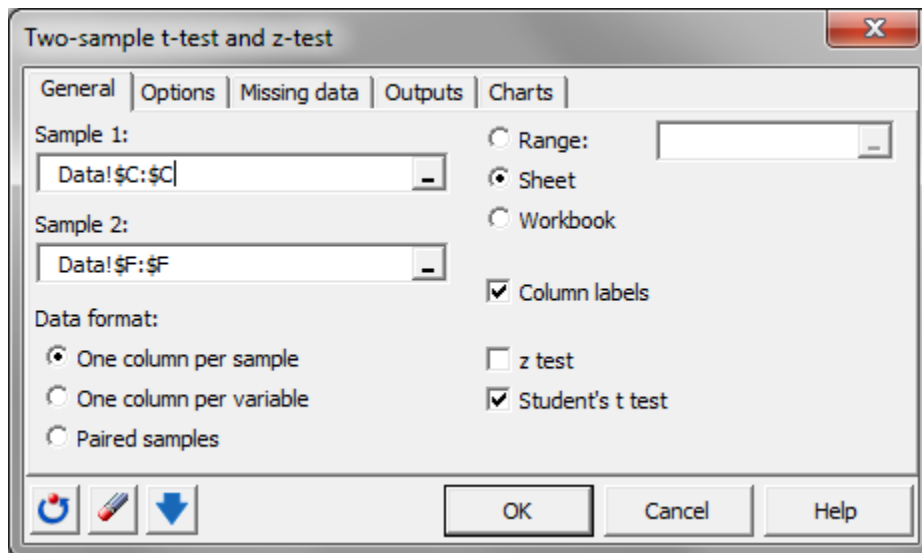 Two-sample t-test and z-test
X
General Options Missing data Outputs Charts
Sample 1:
Data!$C:$C
_
Sample 2:
Data!$F:$F
_
Data format:
One column per sample
One column per variable
Paired samples
Range:
_
Sheet
Workbook
Column labels
z test
Student's t test
OK Cancel Help